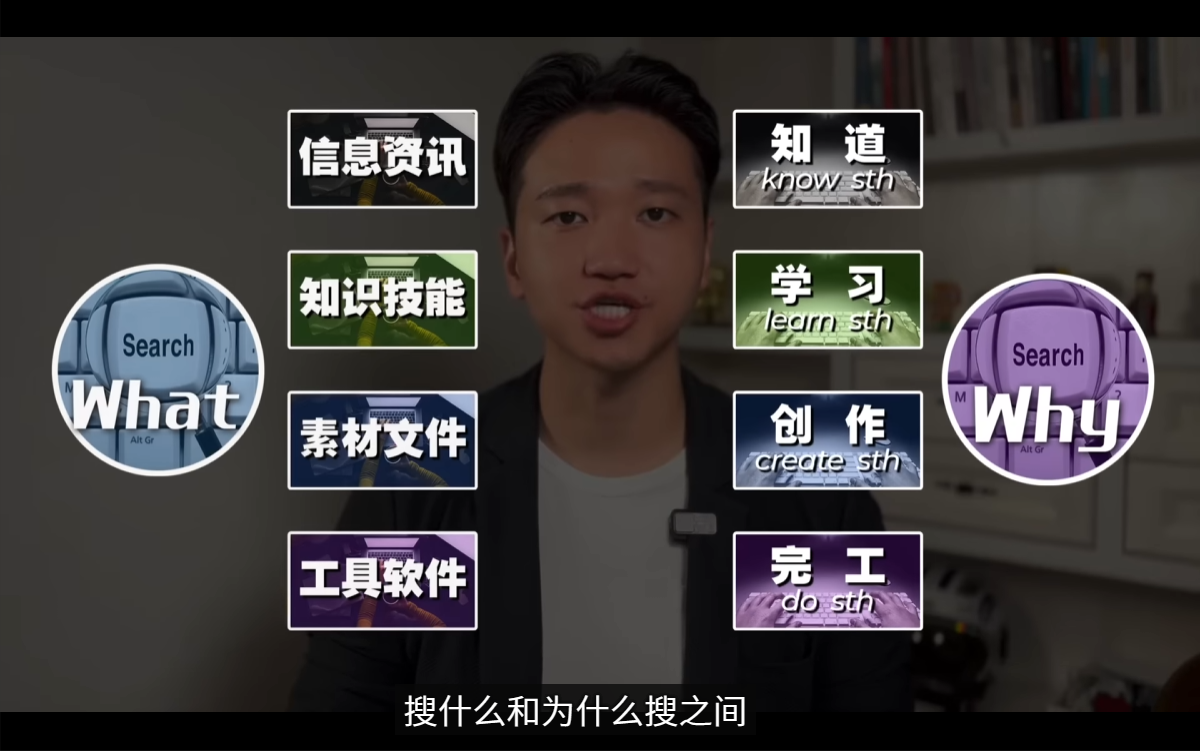 信息资讯
知识技能
素材文件
工具软件
Search
What
Alt Gr
知道
know sth
学习
learn sth
创作
create sth
完工
do sth
Search
M
Why
Alt Gr
搜什么和为什么搜之间